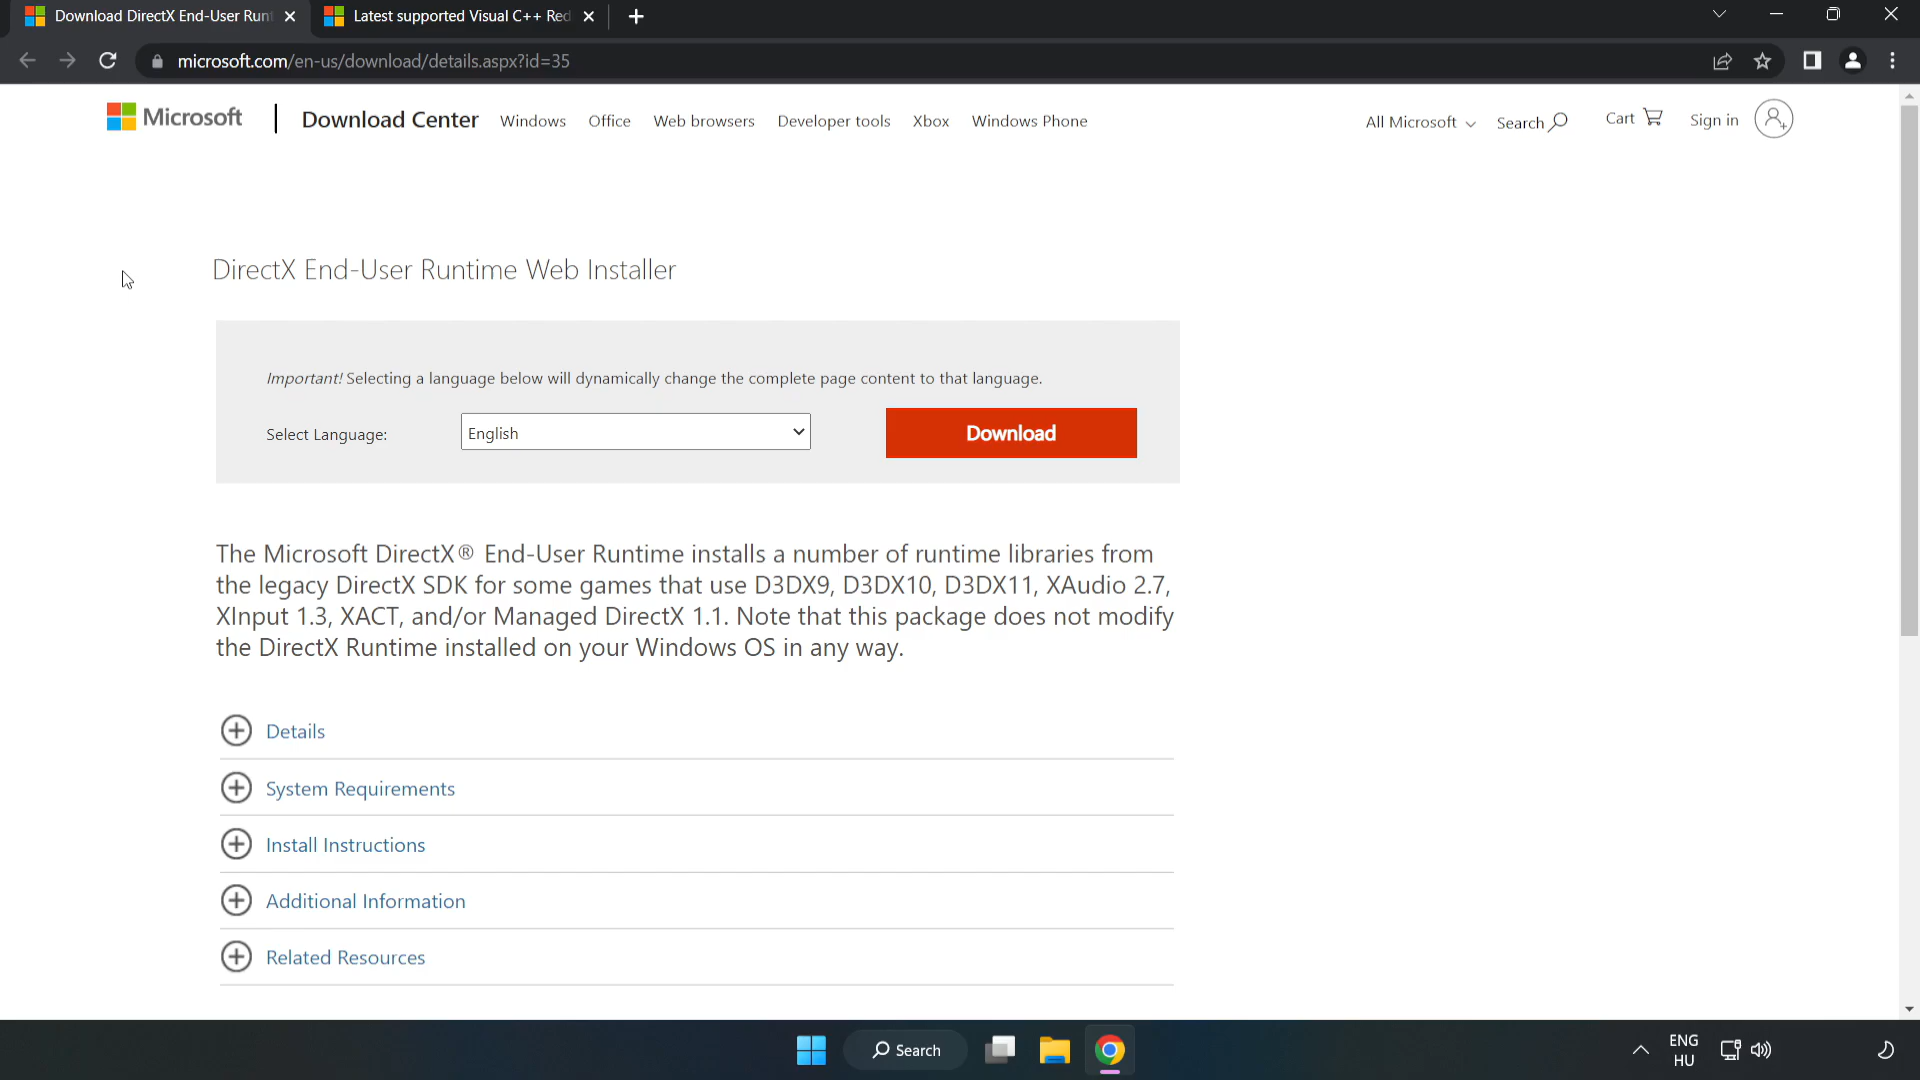 Download DirectX End-User Runt
Latest supported Visual C++ Red
microsoft.com/en-us/download/details.aspx?id=35
Microsoft
Download Center
Windows
Office
Web browsers
Developer tools
Xbox
Windows Phone
All Microsoft
Search
Cart
Sign in
DirectX End-User Runtime Web Installer
Important! Selecting a language below will dynamically change the complete page content to that language.
Select Language:
English
Download
The Microsoft DirectX® End-User Runtime installs a number of runtime libraries from
the legacy DirectX SDK for some games that use D3DX9, D3DX10, D3DX11, XAudio 2.7,
XInput 1.3, XACT, and/or Managed DirectX 1.1. Note that this package does not modify
the DirectX Runtime installed on your Windows OS in any way.
Details
System Requirements
Install Instructions
Additional Information
Related Resources
Search
ENG
HU